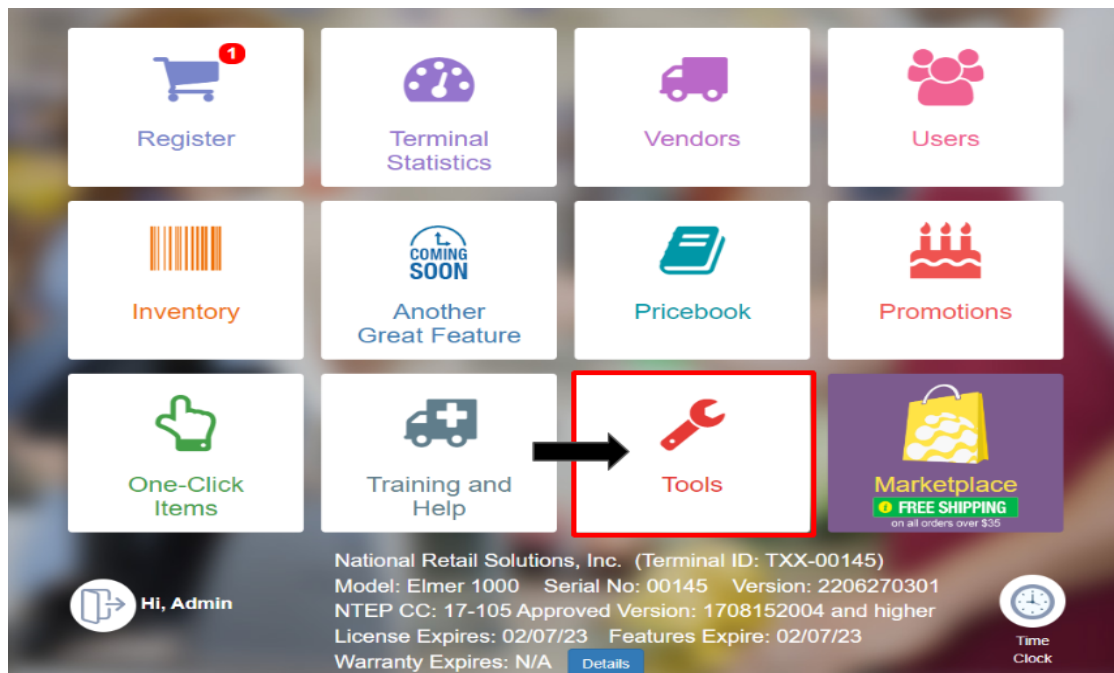 1
Register
Terminal
Statistics
Vendors
Users
Inventory
COMING
SOON
Another
Great Feature
Pricebook
Promotions
One-Click
Items
Training and
Help
Tools
Marketplace
FREE SHIPPING
on all orders over $35
Hi, Admin
National Retail Solutions, Inc. (Terminal ID: TXX-00145)
Model: Elmer 1000 Serial No: 00145 Version: 2206270301
NTEP CC: 17-105 Approved Version: 1708152004 and higher
License Expires: 02/07/23 Features Expire: 02/07/23
Warranty Expires: N/A Details
Time
Clock